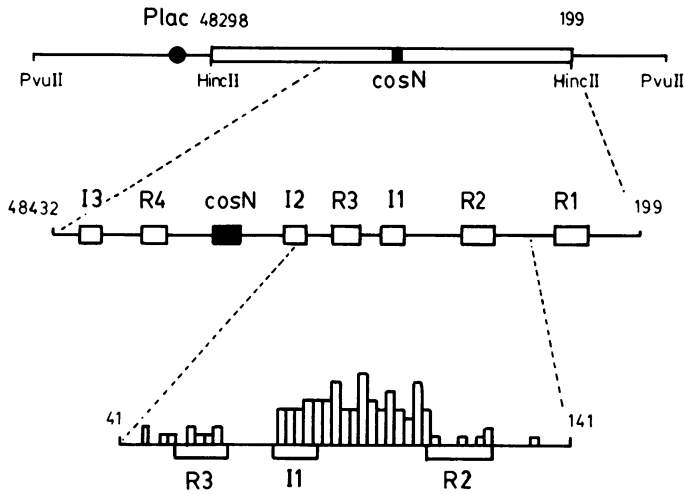 Plac 48298 199
PvuII HincII cosN HincII PvuII
48432 I3 R4 cosN I2 R3 I1 R2 R1 199
41 141
R3 I1 R2